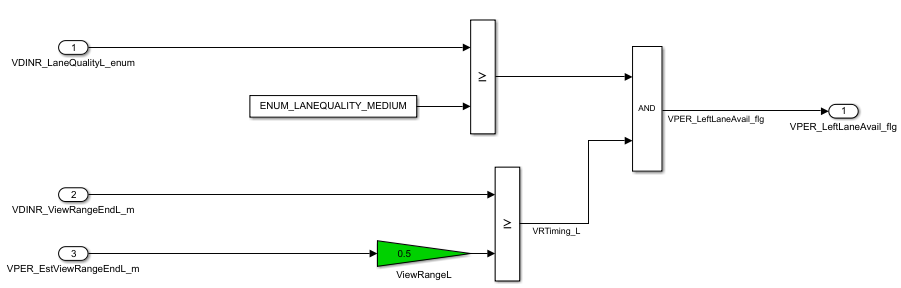 1
VDINR_LaneQualityL_enum
≥
ENUM_LANEQUALITY_MEDIUM
AND
VPER_LeftLaneAvail_flg
1
VPER_LeftLaneAvail_flg
2
VDINR_ViewRangeEndL_m
≥
VRTiming_L
3
VPER_EstViewRangeEndL_m
0.5
ViewRangeL